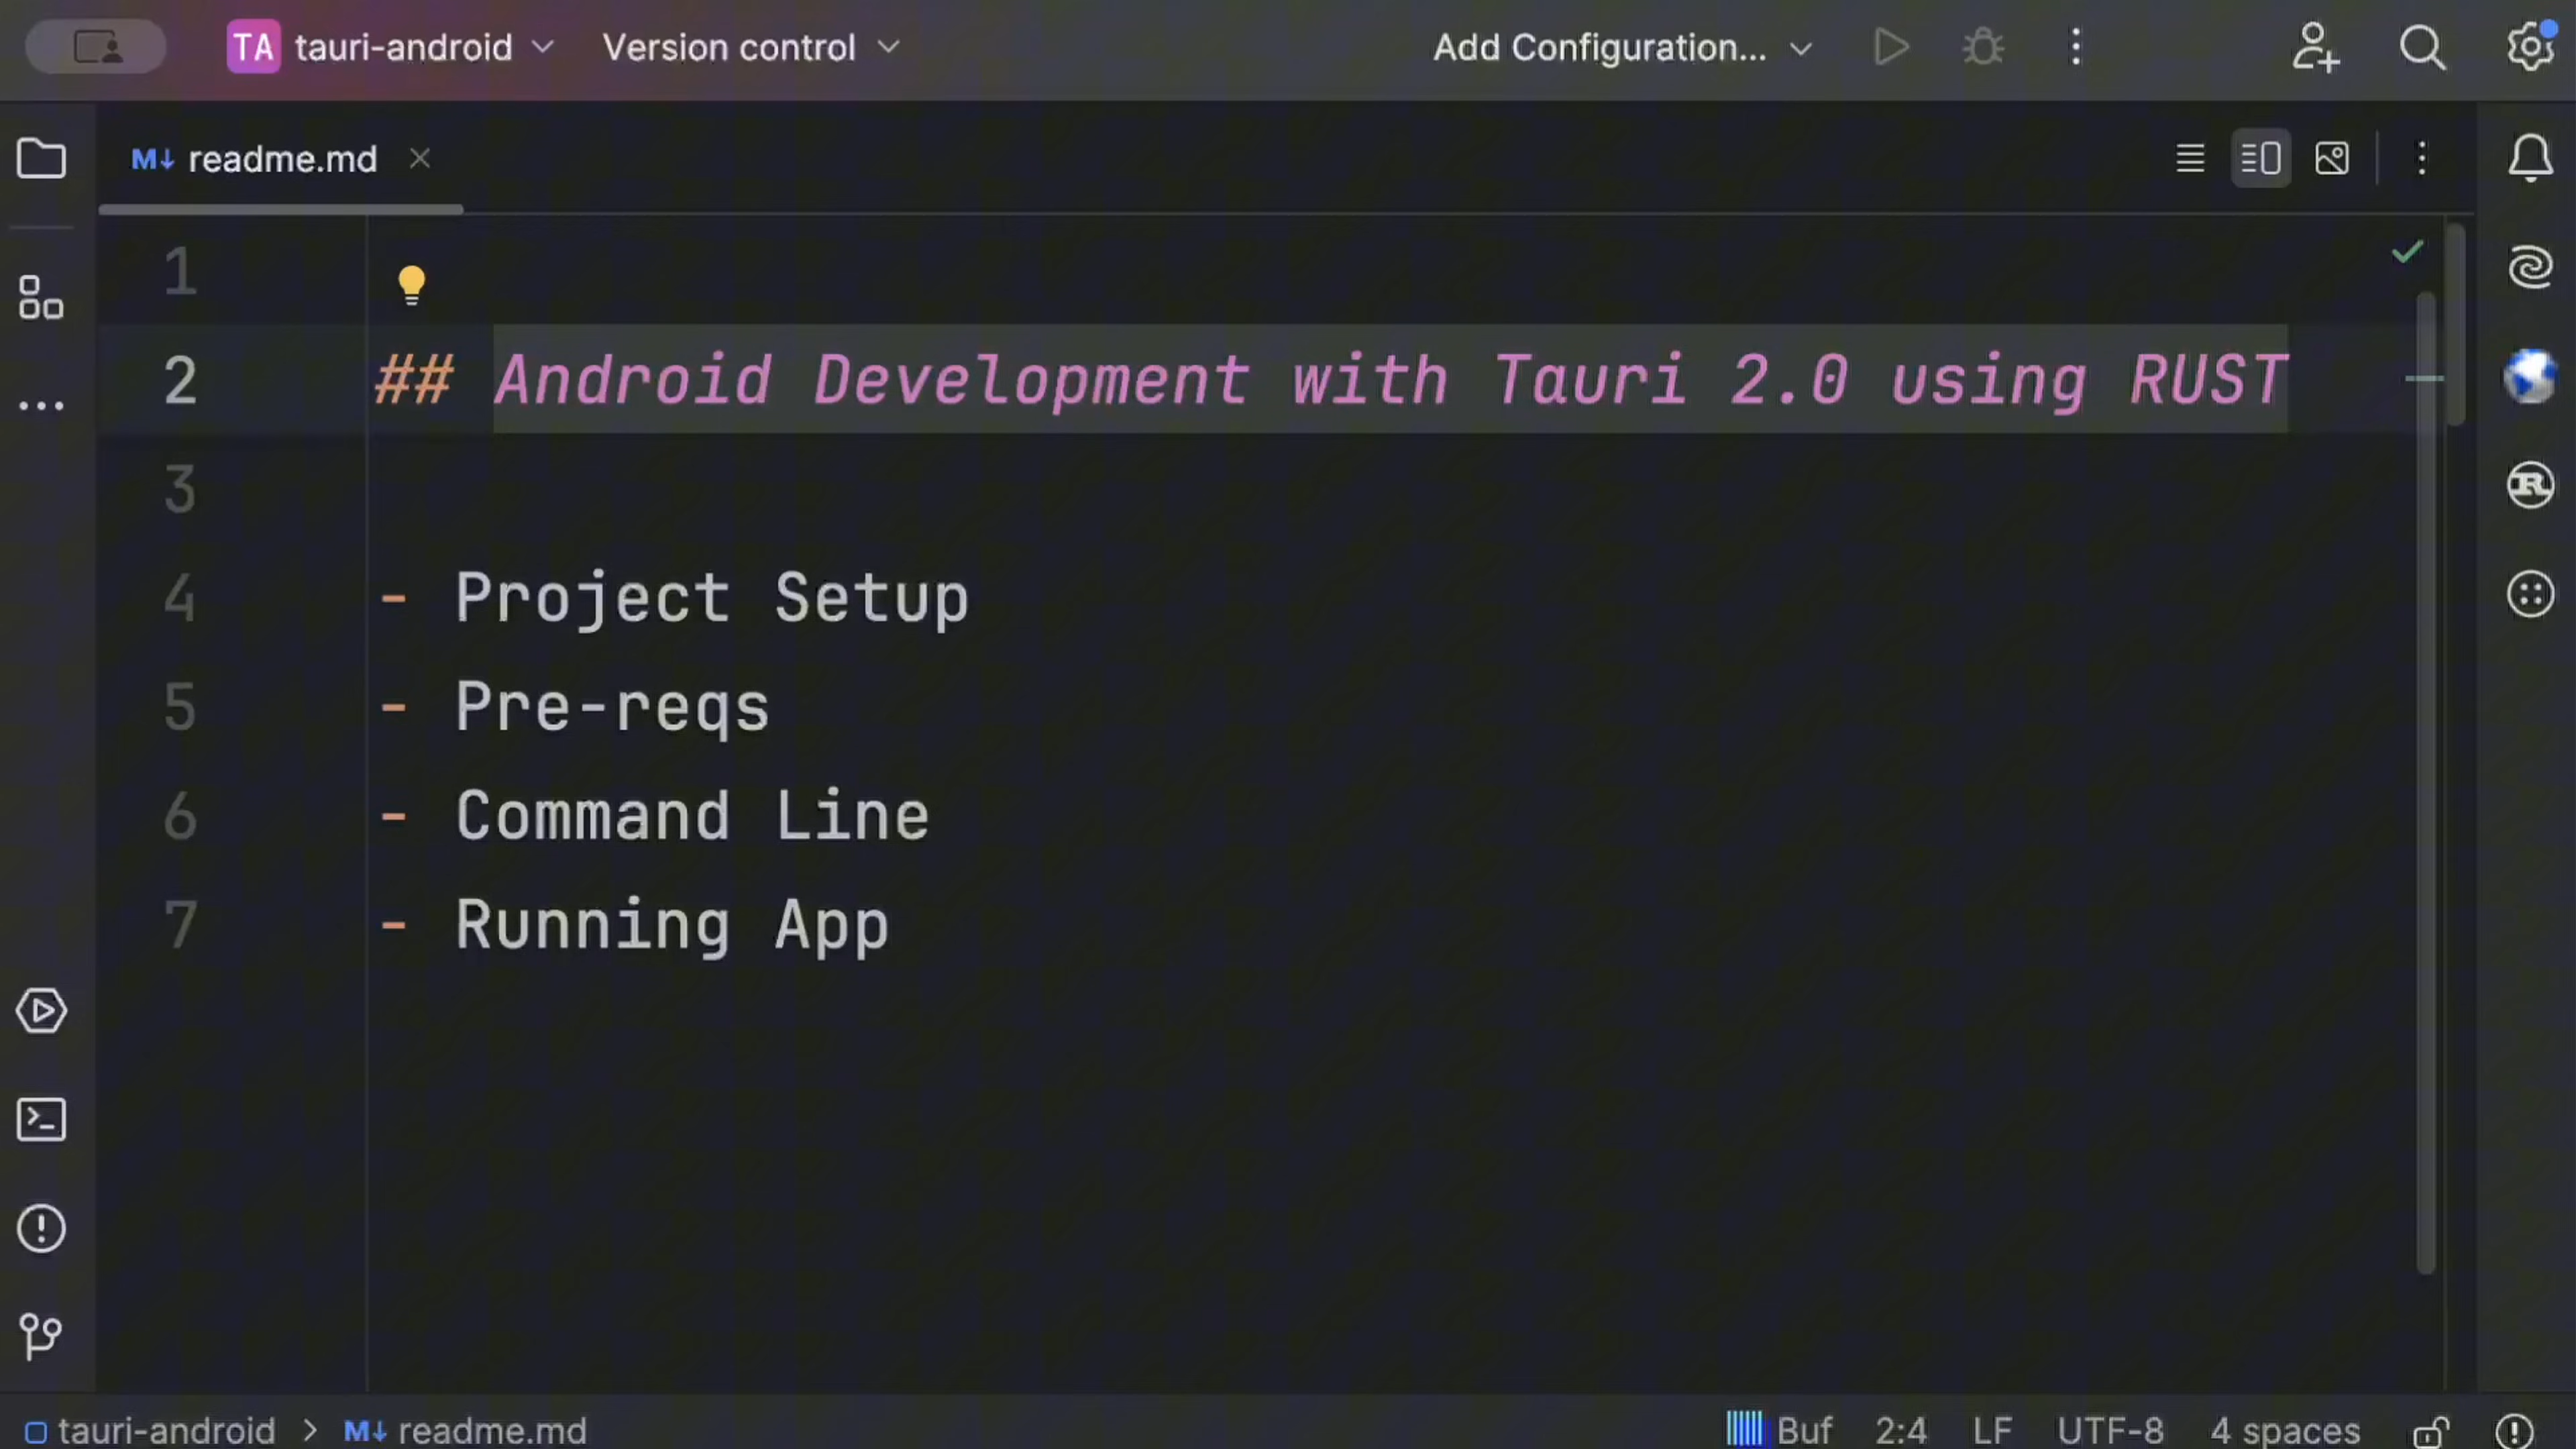 TA tauri-android Version control Add Configuration...
M↓ readme.md
1
2 ## Android Development with Tauri 2.0 using RUST
3
4 - Project Setup
5 - Pre-reqs
6 - Command Line
7 - Running App
tauri-android > M↓ readme.md Buf 2:4 LF UTF-8 4 spaces